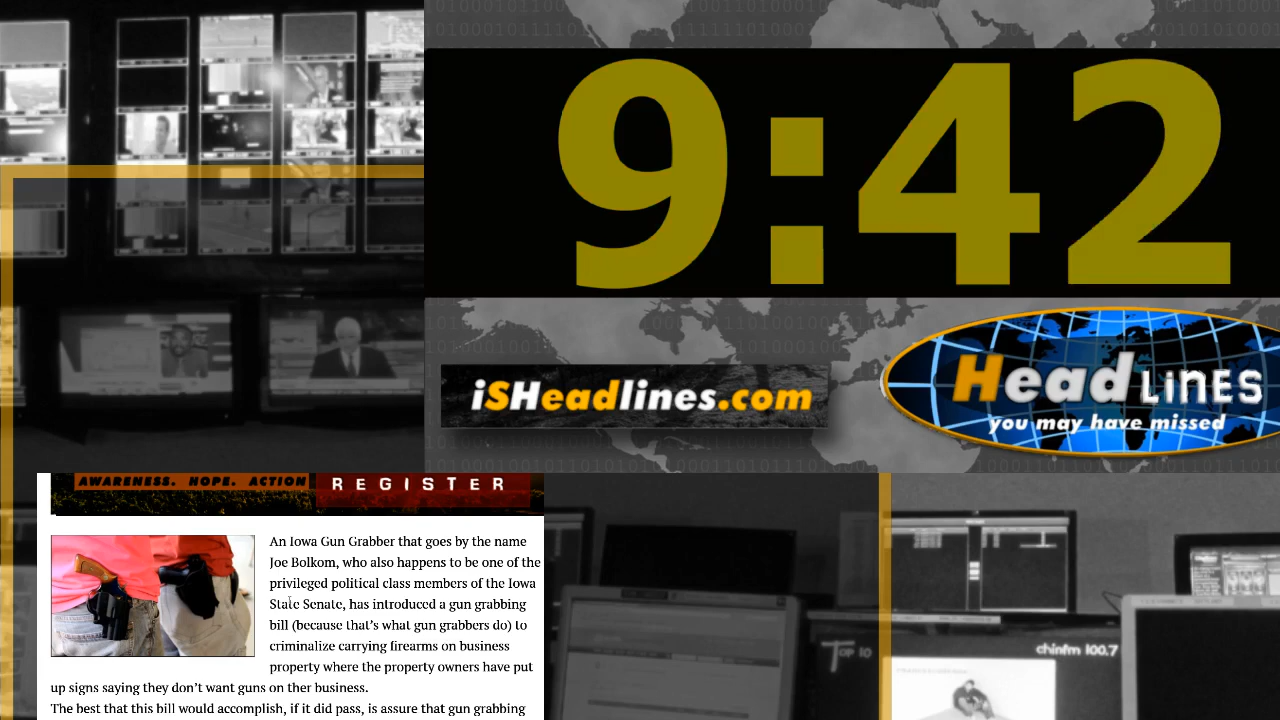 9:42
iSHeadlines.com
HeadLINES
you may have missed
AWARENESS. HOPE. ACTION
REGISTER
An Iowa Gun Grabber that goes by the name
Joe Bolkom, who also happens to be one of the
privileged political class members of the Iowa
State Senate, has introduced a gun grabbing
bill (because that's what gun grabbers do) to
criminalize carrying firearms on business
property where the property owners have put
up signs saying they don't want guns on ther business.
The best that this bill would accomplish, if it did pass, is assure that gun grabbing
Top 10
chinfm 100.7